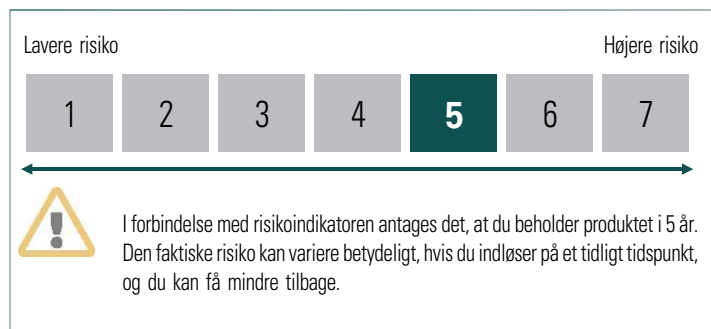 Lavere risiko Højere risiko
1 2 3 4 5 6 7
I forbindelse med risikoindikatoren antages det, at du beholder produktet i 5 år.
Den faktiske risiko kan variere betydeligt, hvis du indløser på et tidligt tidspunkt,
og du kan få mindre tilbage.